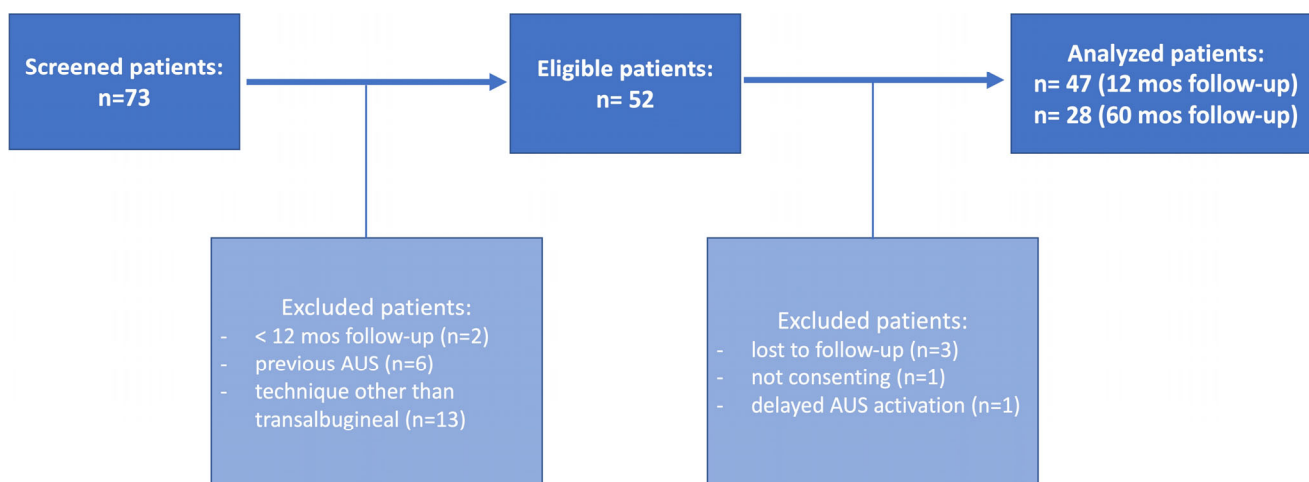 Screened patients:
n=73
Eligible patients:
n= 52
Analyzed patients:
n= 47 (12 mos follow-up)
n= 28 (60 mos follow-up)
Excluded patients:
- < 12 mos follow-up (n=2)
- previous AUS (n=6)
- technique other than
transalbugineal (n=13)
Excluded patients:
- lost to follow-up (n=3)
- not consenting (n=1)
- delayed AUS activation (n=1)